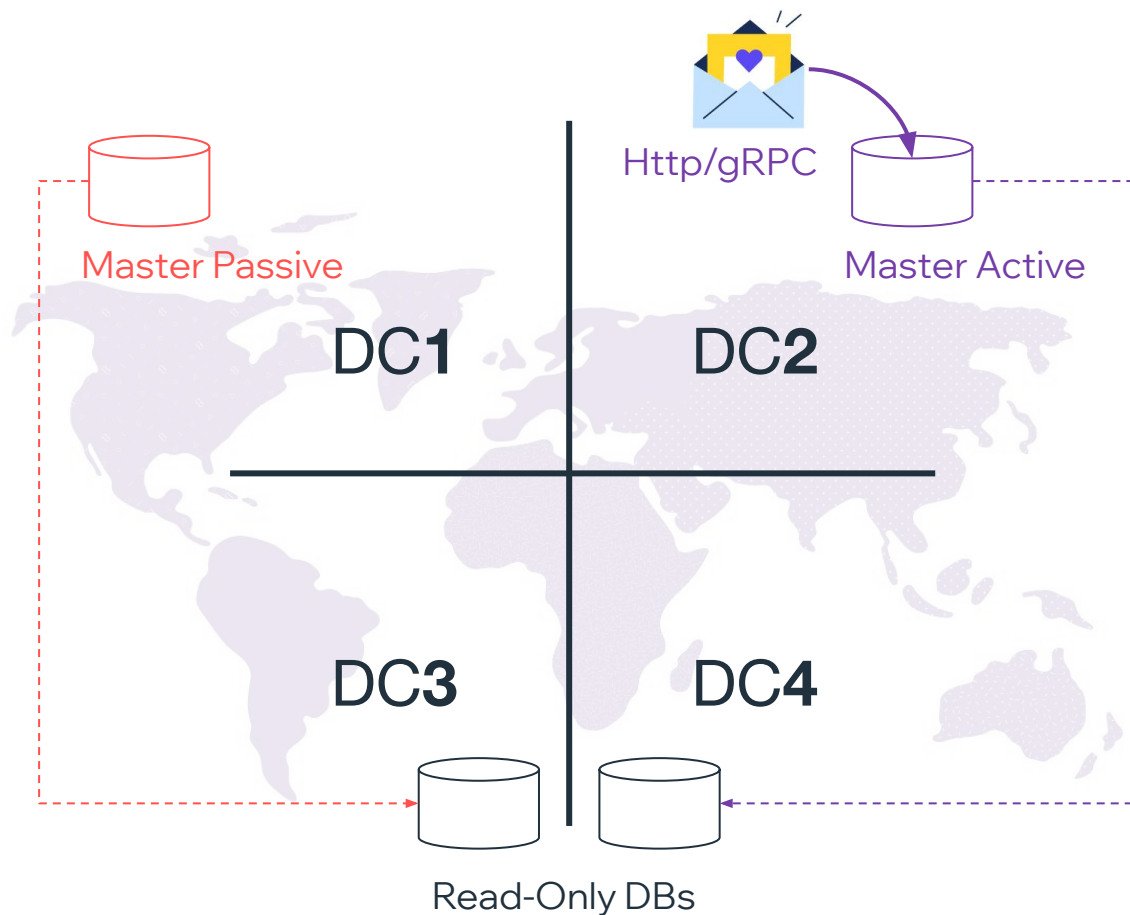 Http/gRPC
Master Passive
Master Active
DC1
DC2
DC3
DC4
Read-Only DBs